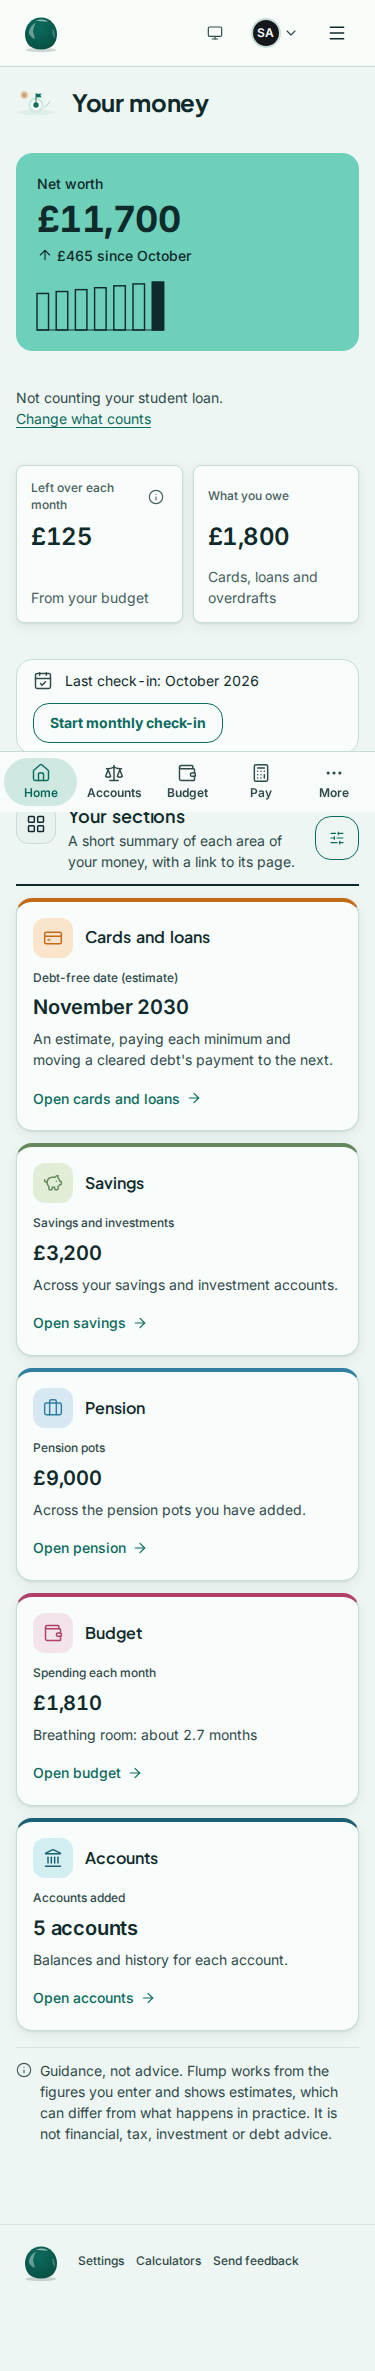 SA
Your money
Net worth
£11,700
£465 since October
Not counting your student loan.
Change what counts
Left over each
month
£125
From your budget
What you owe
£1,800
Cards, loans and
overdrafts
Last check-in: October 2026
Start monthly check-in
Home
Accounts
Budget
Pay
More
Your sections
A short summary of each area of
your money, with a link to its page.
Cards and loans
Debt-free date (estimate)
November 2030
An estimate, paying each minimum and
moving a cleared debt's payment to the next.
Open cards and loans
Savings
Savings and investments
£3,200
Across your savings and investment accounts.
Open savings
Pension
Pension pots
£9,000
Across the pension pots you have added.
Open pension
Budget
Spending each month
£1,810
Breathing room: about 2.7 months
Open budget
Accounts
Accounts added
5 accounts
Balances and history for each account.
Open accounts
Guidance, not advice. Flump works from the
figures you enter and shows estimates, which
can differ from what happens in practice. It is
not financial, tax, investment or debt advice.
Settings
Calculators
Send feedback